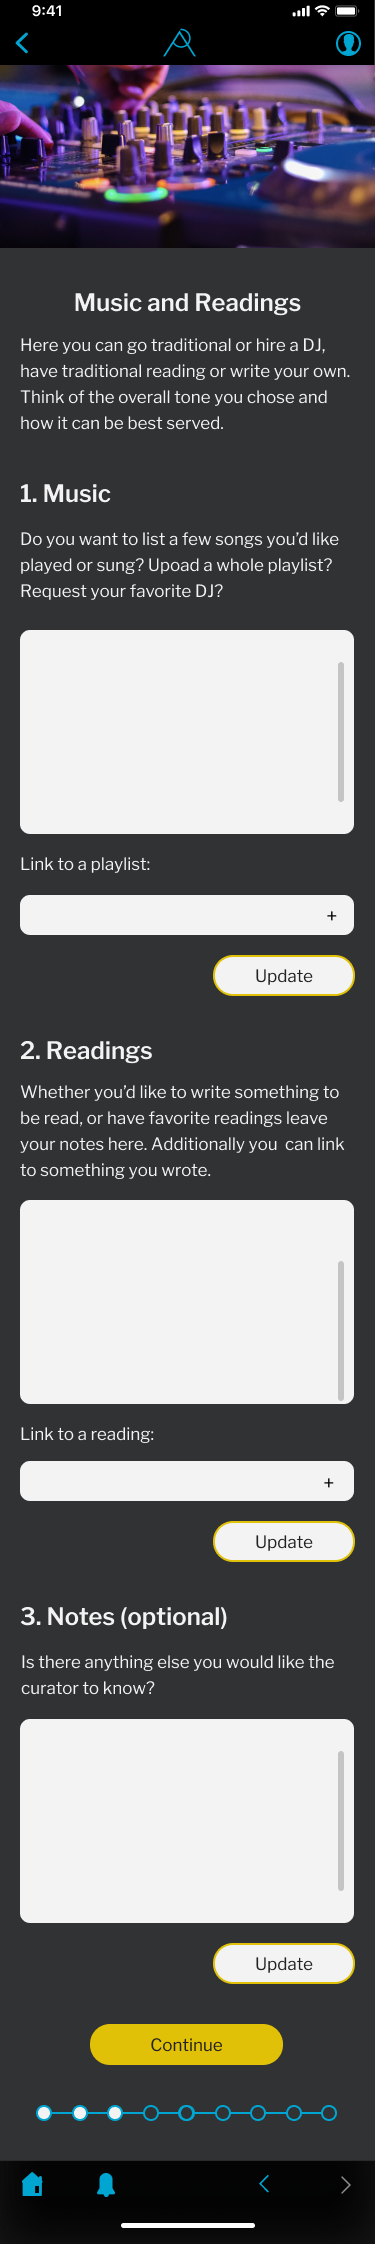 9:41
Music and Readings
Here you can go traditional or hire a DJ,
have traditional reading or write your own.
Think of the overall tone you chose and
how it can be best served.
1. Music
Do you want to list a few songs you’d like
played or sung? Upoad a whole playlist?
Request your favorite DJ?
Link to a playlist:
+
Update
2. Readings
Whether you’d like to write something to
be read, or have favorite readings leave
your notes here. Additionally you  can link
to something you wrote.
Link to a reading:
+
Update
3. Notes (optional)
Is there anything else you would like the
curator to know?
Update
Continue